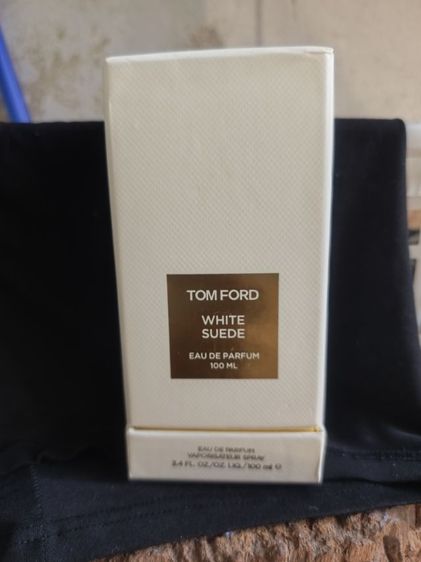 TOM FORD
WHITE
SUEDE
EAU DE PARFUM
100 ML
EAU DE PARFUM
VAPORISATEUR SPRAY
3.4 FL. OZ/OZ. LIQ./100 ml ℮